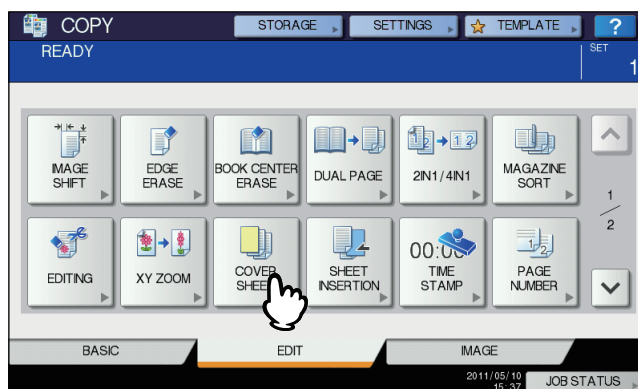 COPY
STORAGE
SETTINGS
TEMPLATE
?
READY
SET
1
IMAGE
SHIFT
EDGE
ERASE
BOOK CENTER
ERASE
DUAL PAGE
2IN1/4IN1
MAGAZINE
SORT
1
2
EDITING
XY ZOOM
COVER
SHEET
SHEET
INSERTION
00:00
TIME
STAMP
PAGE
NUMBER
BASIC
EDIT
IMAGE
2011/05/10
15:37
JOB STATUS